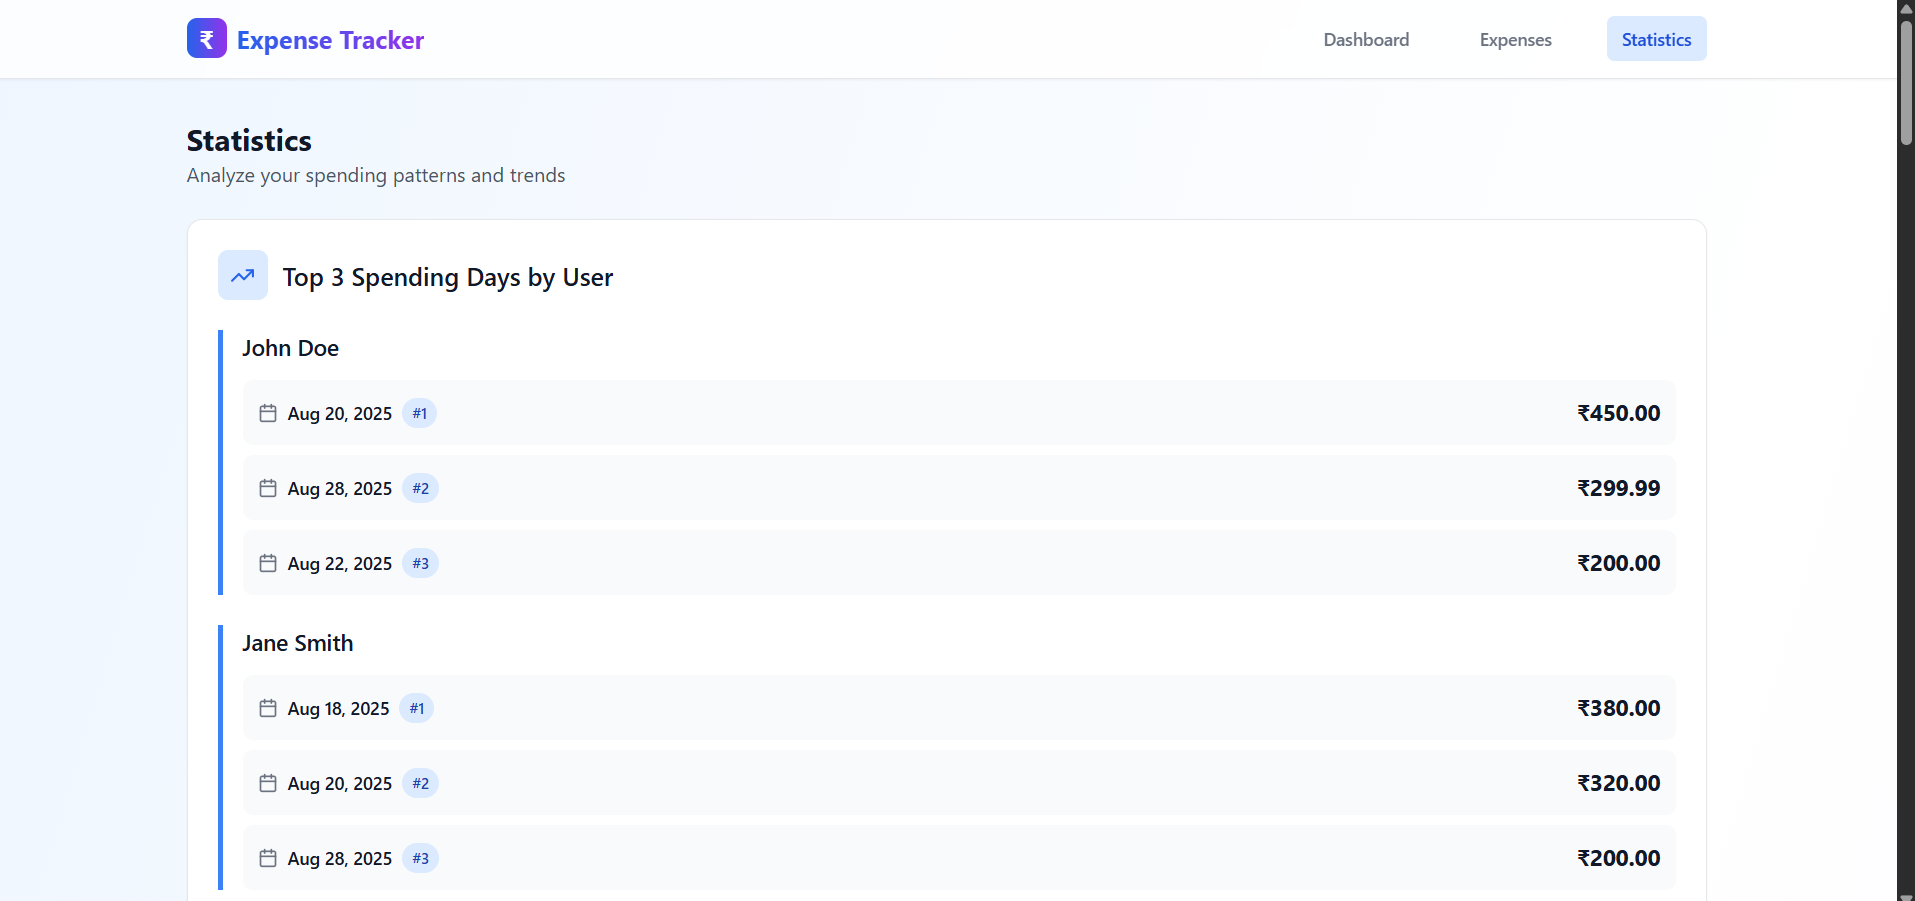 ₹ Expense Tracker
Dashboard Expenses Statistics
Statistics
Analyze your spending patterns and trends
Top 3 Spending Days by User
John Doe
Aug 20, 2025 #1 ₹450.00
Aug 28, 2025 #2 ₹299.99
Aug 22, 2025 #3 ₹200.00
Jane Smith
Aug 18, 2025 #1 ₹380.00
Aug 20, 2025 #2 ₹320.00
Aug 28, 2025 #3 ₹200.00